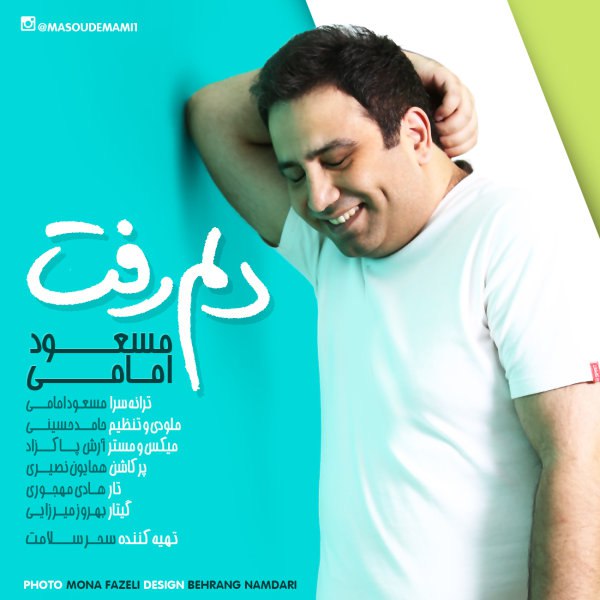 @MASOUDEMAMI1
دلم رفت
مسعود
امامی
ترانه سرا مسعود امامی
ملودی و تنظیم حامد حسینی
میکس و مستر آرش پاکزاد
پرکاشن همایون نصیری
تار هادی مهجوری
گیتار بهروز میرزایی
تهیه کننده سحر سلامت
PHOTO MONA FAZELI DESIGN BEHRANG NAMDARI